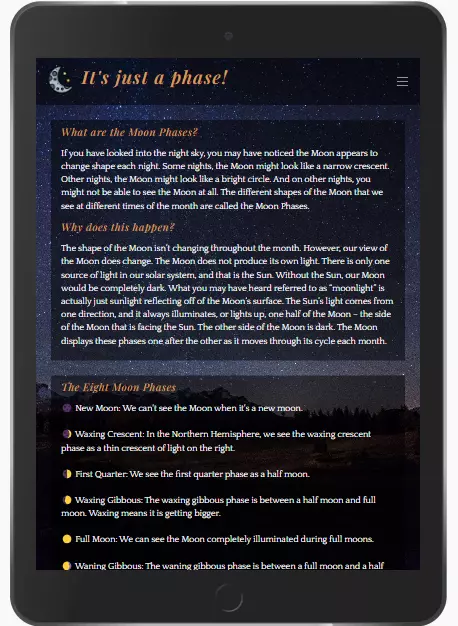 It's just a phase!
What are the Moon Phases?
If you have looked into the night sky, you may have noticed the Moon appears to
change shape each night. Some nights, the Moon might look like a narrow crescent.
Other nights, the Moon might look like a bright circle. And on other nights, you
might not be able to see the Moon at all. The different shapes of the Moon that we
see at different times of the month are called the Moon Phases.
Why does this happen?
The shape of the Moon isn't changing throughout the month. However, our view of
the Moon does change. The Moon does not produce its own light. There is only one
source of light in our solar system, and that is the Sun. Without the Sun, our Moon
would be completely dark. What you may have heard referred to as "moonlight" is
actually just sunlight reflecting off of the Moon's surface. The Sun's light comes from
one direction, and it always illuminates, or lights up, one half of the Moon – the side
of the Moon that is facing the Sun. The other side of the Moon is dark. The Moon
displays these phases one after the other as it moves through its cycle each month.
The Eight Moon Phases
New Moon: We can't see the Moon when it's a new moon.
Waxing Crescent: In the Northern Hemisphere, we see the waxing crescent
phase as a thin crescent of light on the right.
First Quarter: We see the first quarter phase as a half moon.
Waxing Gibbous: The waxing gibbous phase is between a half moon and full
moon. Waxing means it is getting bigger.
Full Moon: We can see the Moon completely illuminated during full moons.
Waning Gibbous: The waning gibbous phase is between a full moon and a half